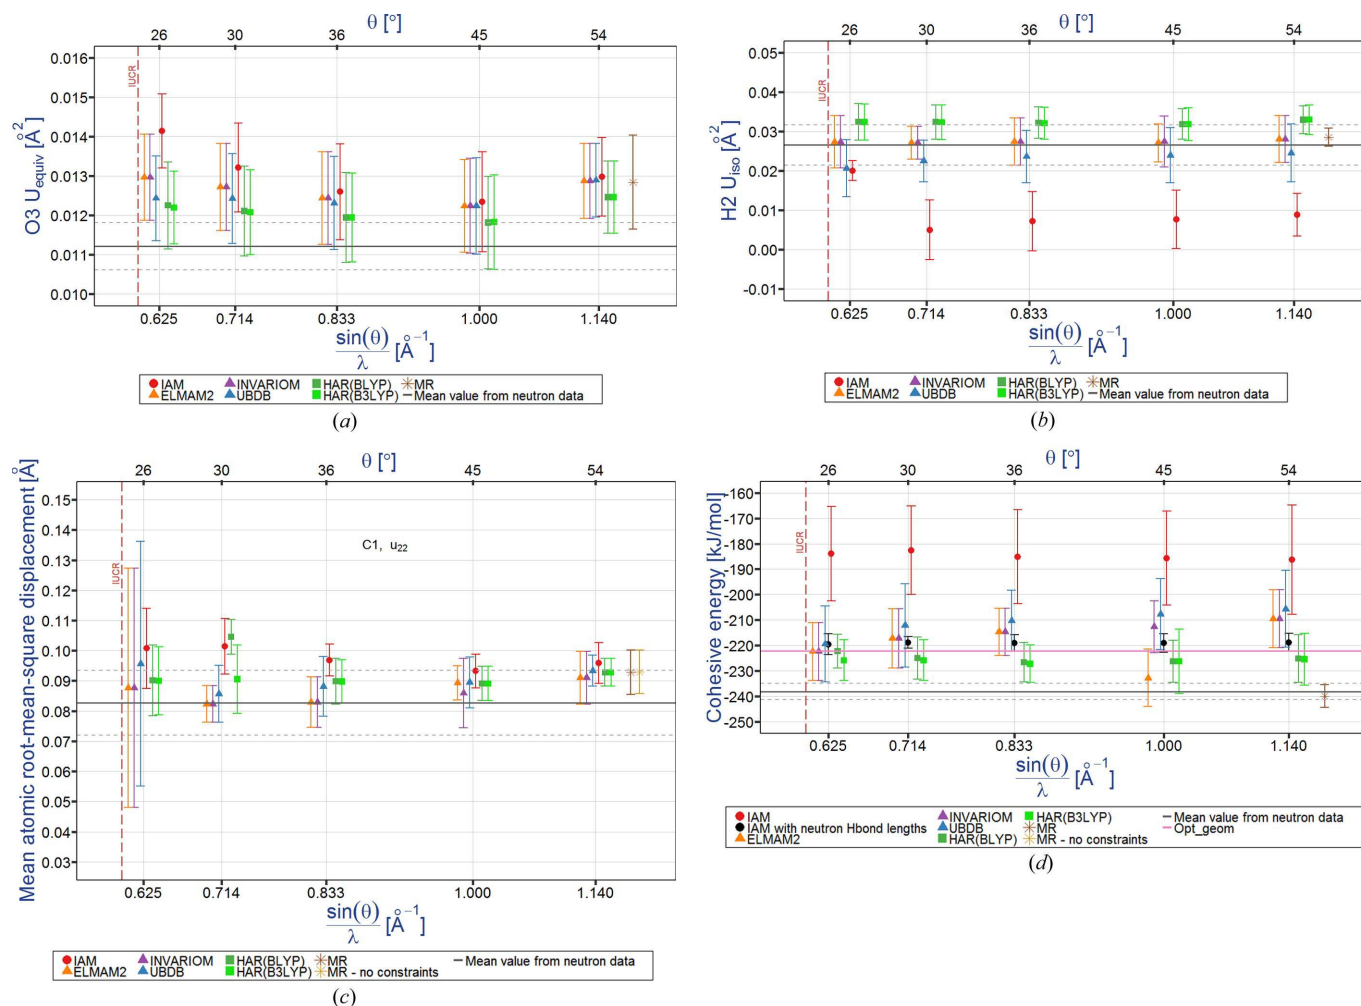 θ [°]
26 30 36 45 54
O3 Uequiv [Å2]
0.016
0.015
0.014
0.013
0.012
0.011
0.010
IUCR
0.625 0.714 0.833 1.000 1.140
sin(θ)
λ [Å−1]
IAM INVARIOM HAR(BLYP) MR
ELMAM2 UBDB HAR(B3LYP) Mean value from neutron data
(a)
θ [°]
26 30 36 45 54
H2 Uiso [Å2]
0.05
0.04
0.03
0.02
0.01
0.00
-0.01
IUCR
0.625 0.714 0.833 1.000 1.140
sin(θ)
λ [Å−1]
IAM INVARIOM HAR(BLYP) MR
ELMAM2 UBDB HAR(B3LYP) Mean value from neutron data
(b)
θ [°]
26 30 36 45 54
Mean atomic root-mean-square displacement [Å]
0.15
0.14
0.13
0.12
0.11
0.10
0.09
0.08
0.07
0.06
0.05
0.04
0.03
IUCR
C1, u22
0.625 0.714 0.833 1.000 1.140
sin(θ)
λ [Å−1]
IAM INVARIOM HAR(BLYP) MR Mean value from neutron data
ELMAM2 UBDB HAR(B3LYP) MR - no constraints
(c)
θ [°]
26 30 36 45 54
Cohesive energy [kJ/mol]
-160
-170
-180
-190
-200
-210
-220
-230
-240
-250
IUCR
0.625 0.714 0.833 1.000 1.140
sin(θ)
λ [Å−1]
IAM INVARIOM HAR(B3LYP) Mean value from neutron data
IAM with neutron Hbond lengths UBDB MR Opt_geom
ELMAM2 HAR(BLYP) MR - no constraints
(d)